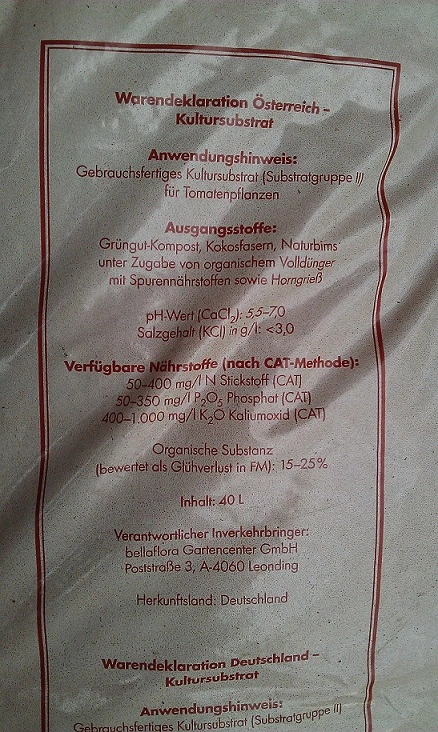 Warendeklaration Österreich –
Kultursubstrat
Anwendungshinweis:
Gebrauchsfertiges Kultursubstrat (Substratgruppe II)
für Tomatenpflanzen
Ausgangsstoffe:
Grüngut-Kompost, Kokosfasern, Naturbims
unter Zugabe von organischem Volldünger
mit Spurennährstoffen sowie Horngrieß
pH-Wert (CaCl₂): 5,5–7,0
Salzgehalt (KCl) in g/l: <3,0
Verfügbare Nährstoffe (nach CAT-Methode):
50–400 mg/l N Stickstoff (CAT)
50–350 mg/l P₂O₅ Phosphat (CAT)
400–1.000 mg/l K₂O Kaliumoxid (CAT)
Organische Substanz
(bewertet als Glühverlust in FM): 15–25%
Inhalt: 40 L
Verantwortlicher Inverkehrbringer:
bellaflora Gartencenter GmbH
Poststraße 3, A-4060 Leonding
Herkunftsland: Deutschland
Warendeklaration Deutschland –
Kultursubstrat
Anwendungshinweis:
Gebrauchsfertiges Kultursubstrat (Substratgruppe II)